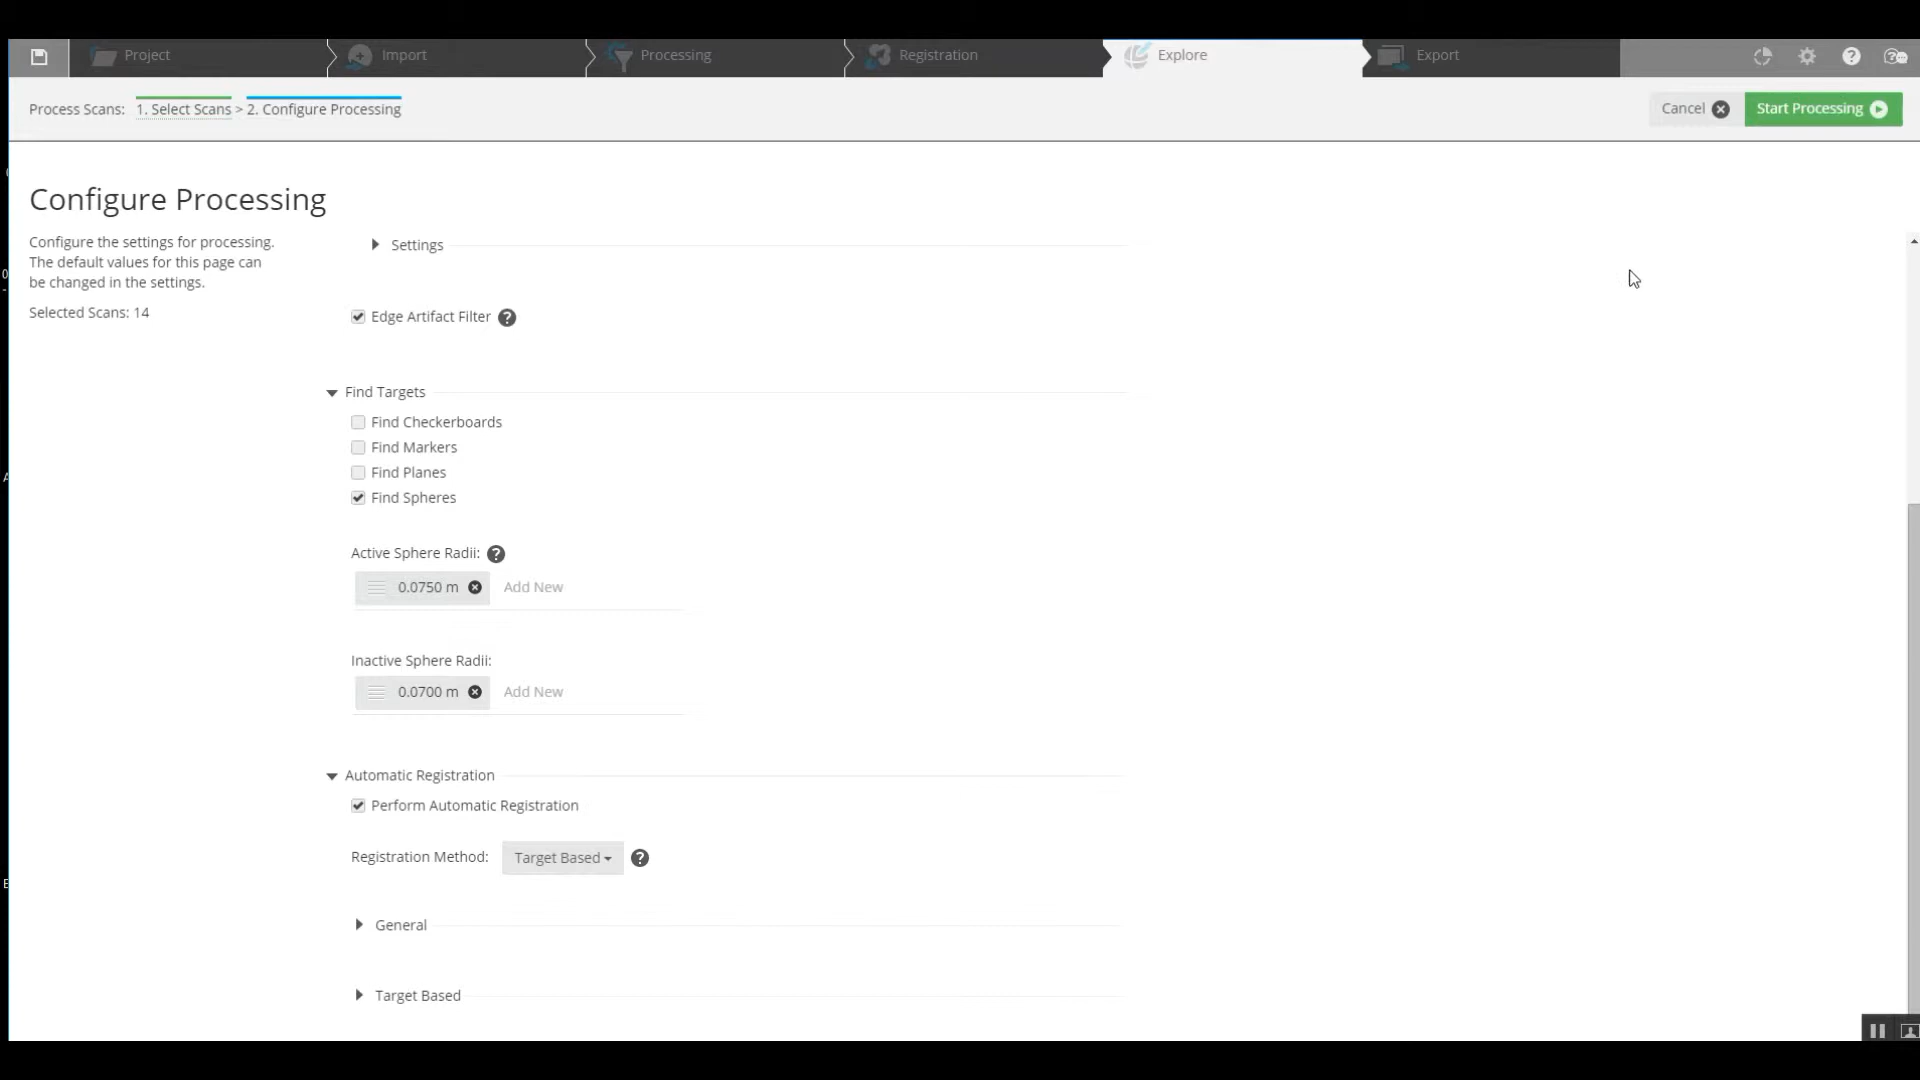 Project Import Processing Registration Explore Export
Process Scans: 1. Select Scans > 2. Configure Processing Cancel Start Processing
Configure Processing
Configure the settings for processing.
The default values for this page can
be changed in the settings.
Selected Scans: 14
Settings
Edge Artifact Filter
Find Targets
Find Checkerboards
Find Markers
Find Planes
Find Spheres
Active Sphere Radii:
0.0750 m Add New
Inactive Sphere Radii:
0.0700 m Add New
Automatic Registration
Perform Automatic Registration
Registration Method: Target Based
General
Target Based